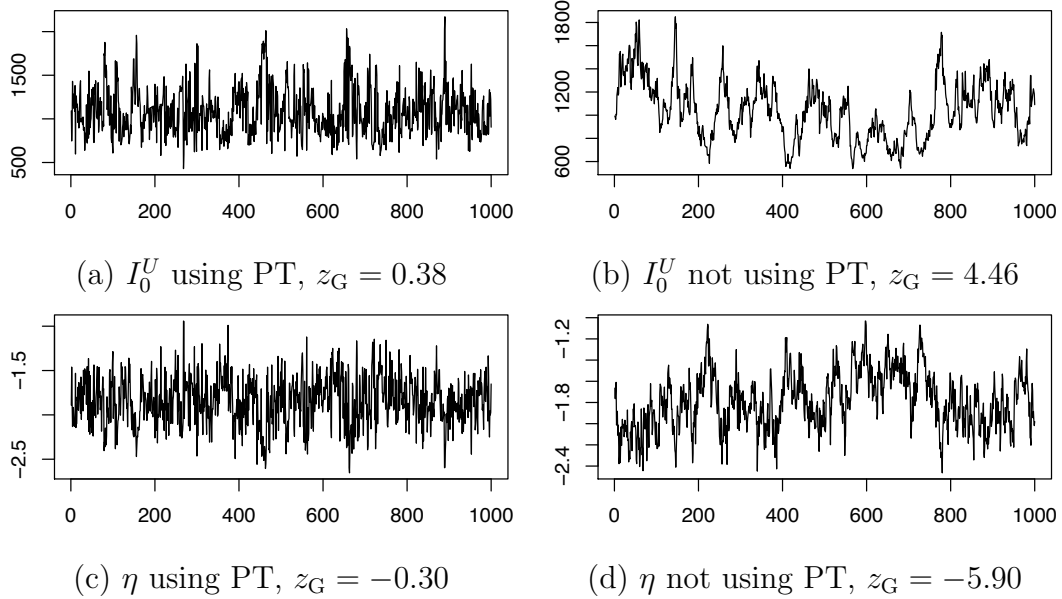 500 1500
0 200 400 600 800 1000
(a) I_0^U using PT, z_G = 0.38
600 1200 1800
0 200 400 600 800 1000
(b) I_0^U not using PT, z_G = 4.46
−2.5 −1.5
0 200 400 600 800 1000
(c) η using PT, z_G = −0.30
−2.4 −1.8 −1.2
0 200 400 600 800 1000
(d) η not using PT, z_G = −5.90